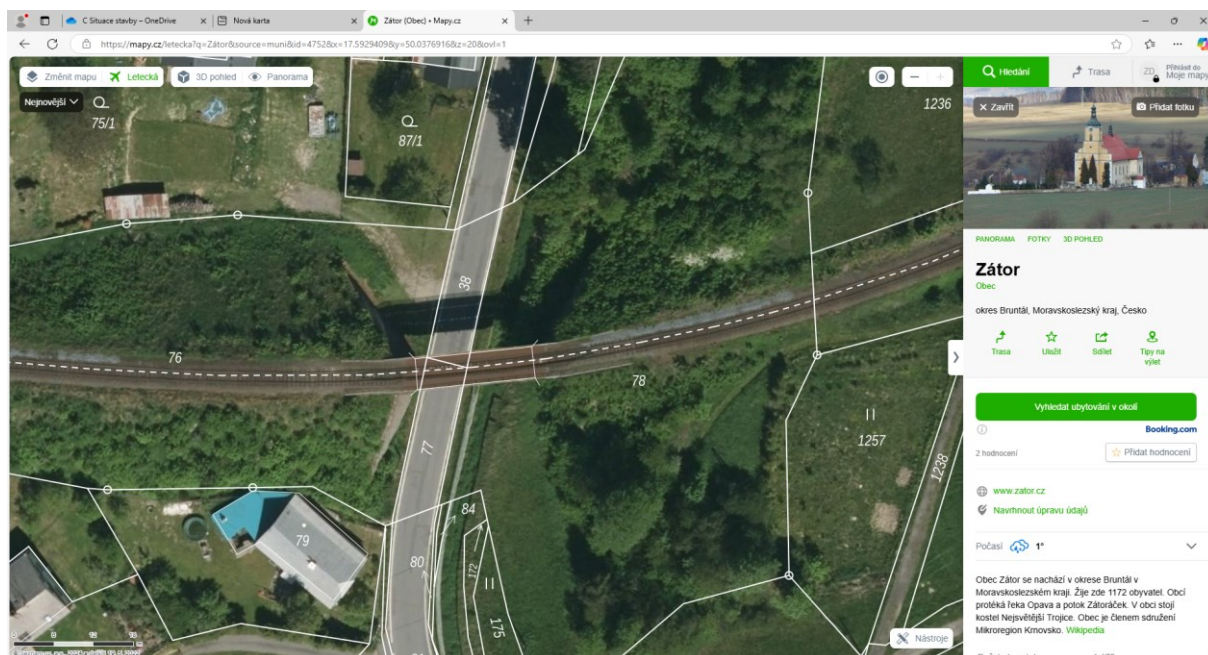 C Situace stavby – OneDrive
Nová karta
Zátor (Obec) • Mapy.cz
https://mapy.cz/letecka?q=Zátor&source=muni&id=4752&x=17.5929409&y=50.0376916&z=20&ovl=1
Změnit mapu
Letecká
3D pohled
Panorama
Nejnovější
75/1
87/1
1236
38
76
78
77
1257
1238
79
84
80
172
175
Nástroje
Hledání
Trasa
ZD
Přihlásit do
Moje mapy
Zavřít
Přidat fotku
PANORAMA FOTKY 3D POHLED
Zátor
Obec
okres Bruntál, Moravskoslezský kraj, Česko
Trasa
Uložit
Sdílet
Tipy na
výlet
Vyhledat ubytování v okolí
Booking.com
2 hodnocení
Přidat hodnocení
www.zator.cz
Navrhnout úpravu údajů
Počasí 1°
Obec Zátor se nachází v okrese Bruntál v
Moravskoslezském kraji. Žije zde 1172 obyvatel. Obcí
protéká řeka Opava a potok Zátoráček. V obci stojí
kostel Nejsvětější Trojice. Obec je členem sdružení
Mikroregion Krnovsko. Wikipedia